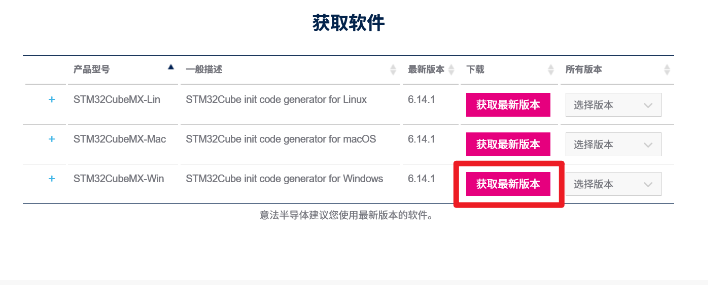 获取软件
产品型号 一般描述 最新版本 下载 所有版本
+ STM32CubeMX-Lin STM32Cube init code generator for Linux 6.14.1 获取最新版本 选择版本
+ STM32CubeMX-Mac STM32Cube init code generator for macOS 6.14.1 获取最新版本 选择版本
+ STM32CubeMX-Win STM32Cube init code generator for Windows 6.14.1 获取最新版本 选择版本
意法半导体建议您使用最新版本的软件。